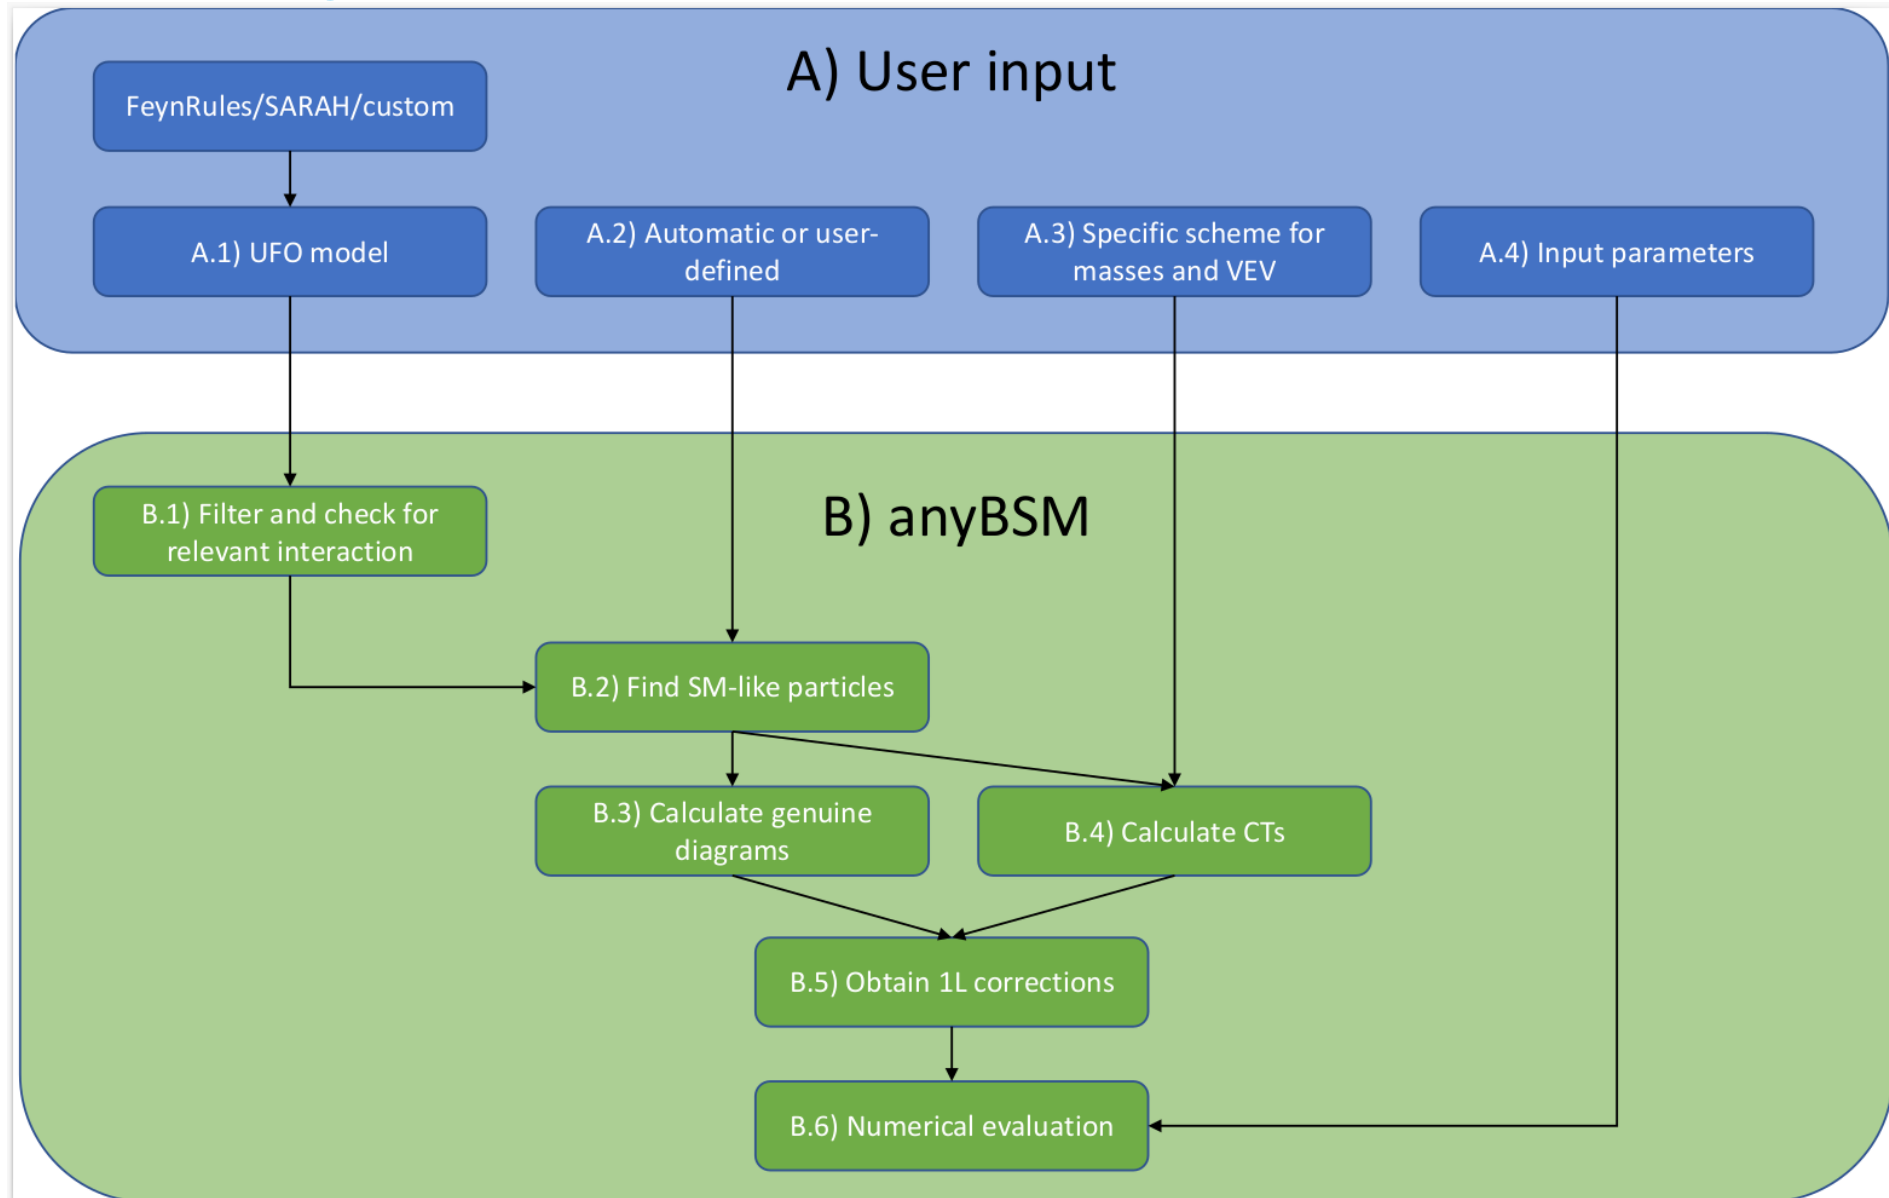 A) User input
FeynRules/SARAH/custom
A.1) UFO model
A.2) Automatic or user-
defined
A.3) Specific scheme for
masses and VEV
A.4) Input parameters
B) anyBSM
B.1) Filter and check for
relevant interaction
B.2) Find SM-like particles
B.3) Calculate genuine
diagrams
B.4) Calculate CTs
B.5) Obtain 1L corrections
B.6) Numerical evaluation